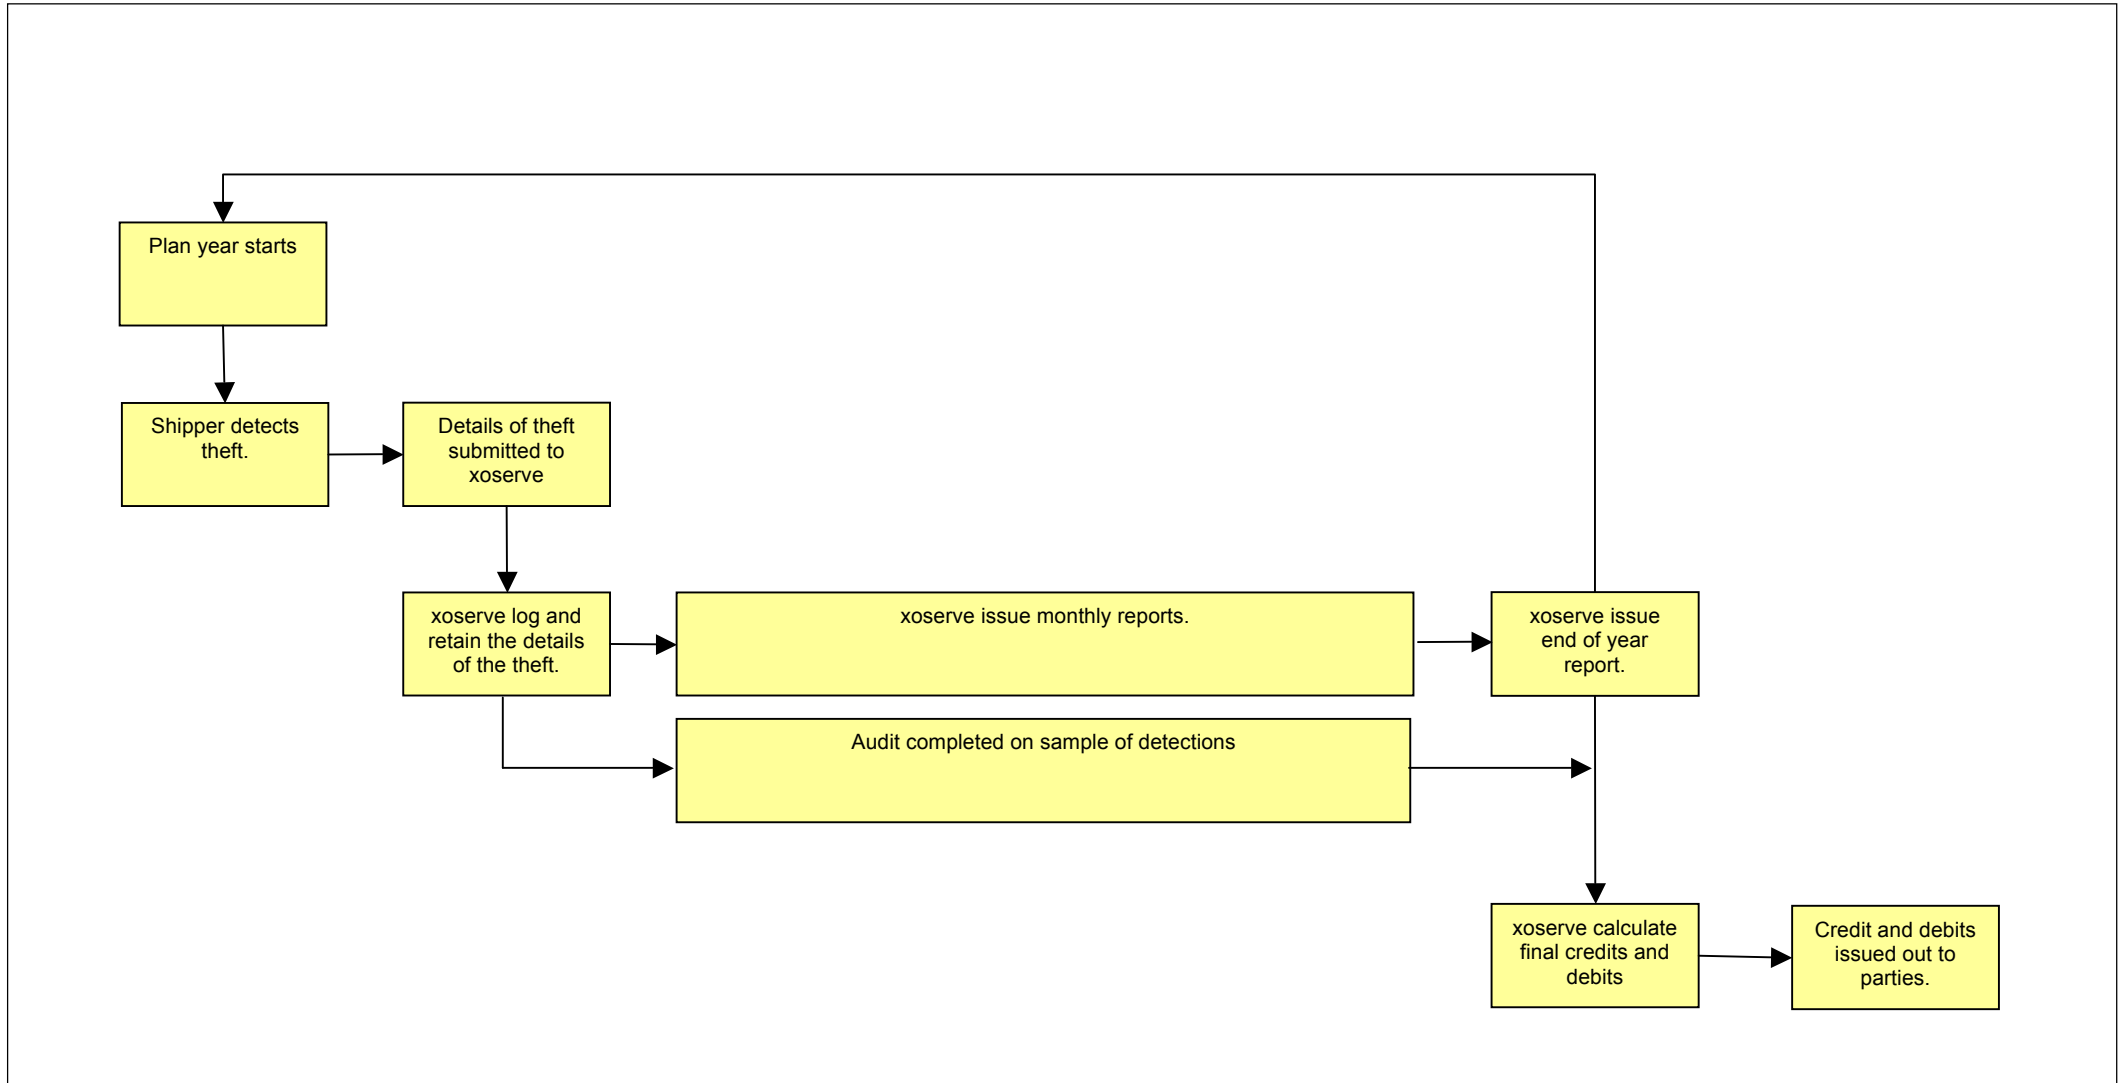 Plan year starts
Shipper detects
theft.
Details of theft
submitted to
xoserve
xoserve log and
retain the details
of the theft.
xoserve issue monthly reports.
xoserve issue
end of year
report.
Audit completed on sample of detections
xoserve calculate
final credits and
debits
Credit and debits
issued out to
parties.